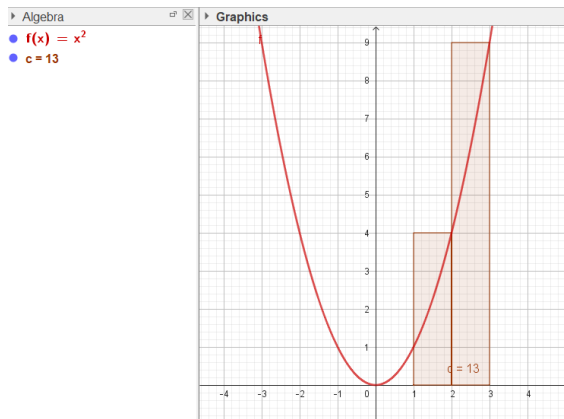 Algebra
f(x) = x²
c = 13
Graphics
f
9
8
7
6
5
4
3
2
1
c = 13
-4 -3 -2 -1 0 1 2 3 4